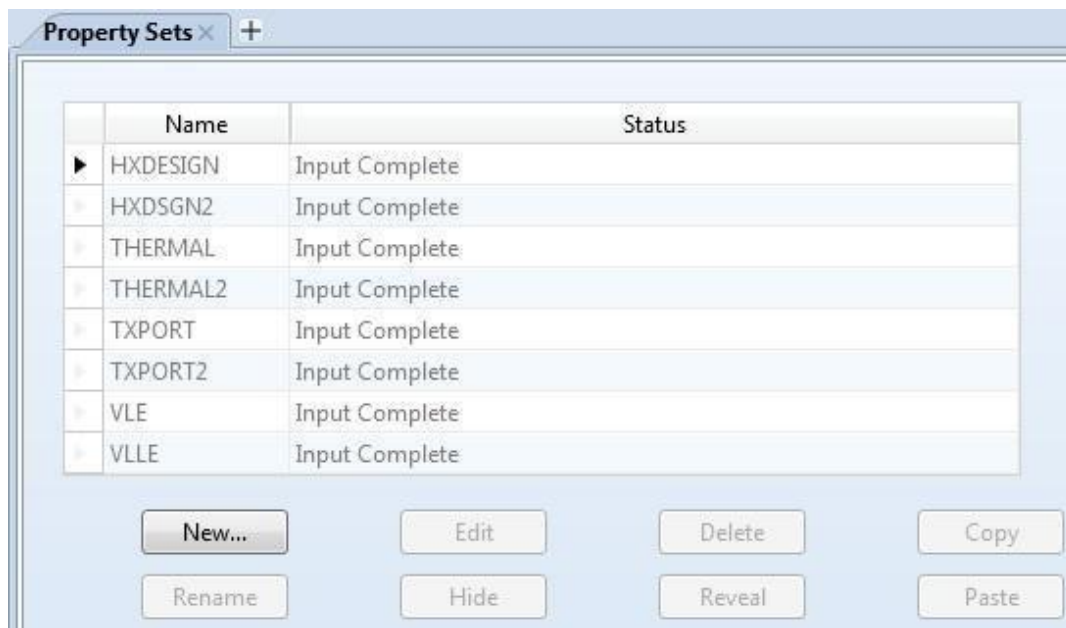 Property Sets × +
Name Status
HXDESIGN Input Complete
HXDSGN2 Input Complete
THERMAL Input Complete
THERMAL2 Input Complete
TXPORT Input Complete
TXPORT2 Input Complete
VLE Input Complete
VLLE Input Complete
New... Edit Delete Copy
Rename Hide Reveal Paste